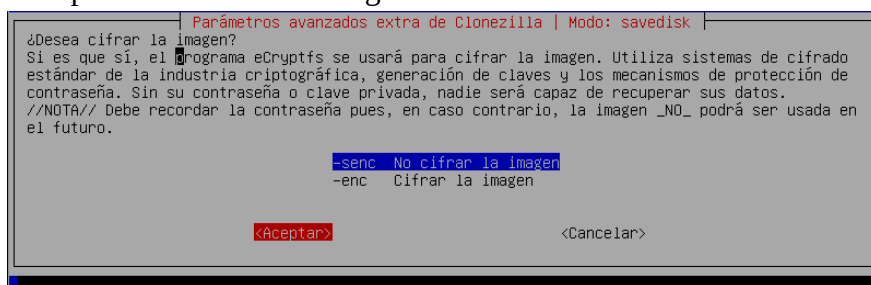 Parámetros avanzados extra de Clonezilla | Modo: savedisk
¿Desea cifrar la imagen?
Si es que sí, el programa eCryptfs se usará para cifrar la imagen. Utiliza sistemas de cifrado
estándar de la industria criptográfica, generación de claves y los mecanismos de protección de
contraseña. Sin su contraseña o clave privada, nadie será capaz de recuperar sus datos.
//NOTA// Debe recordar la contraseña pues, en caso contrario, la imagen _NO_ podrá ser usada en
el futuro.
-senc No cifrar la imagen
-enc Cifrar la imagen
<Aceptar> <Cancelar>